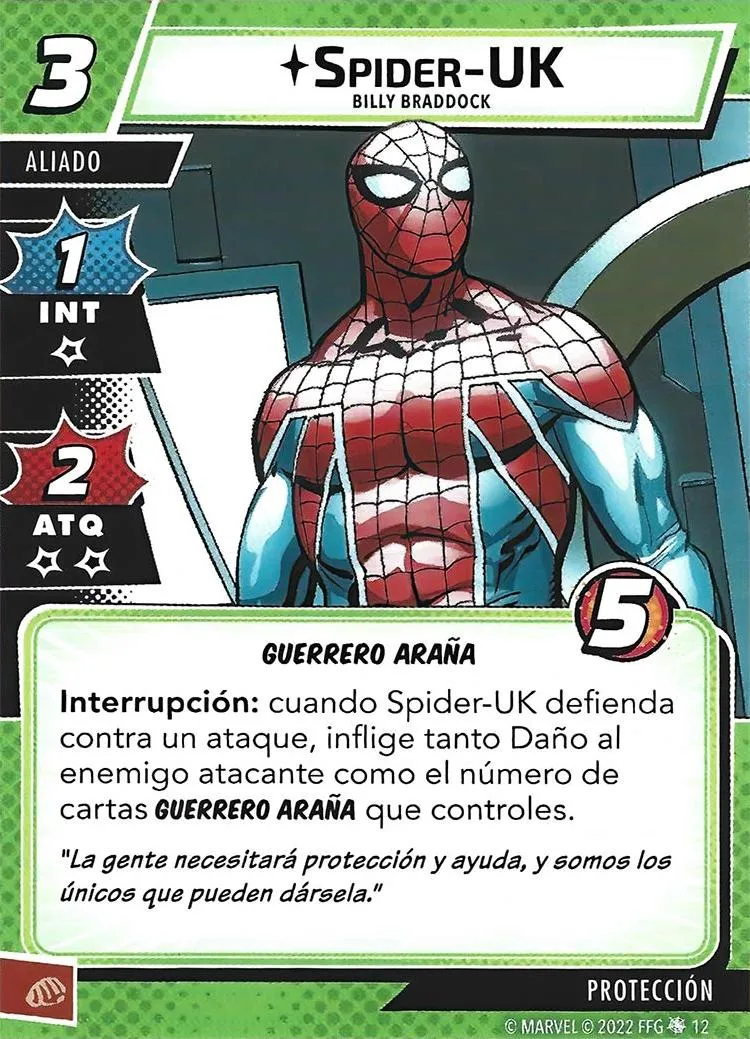 3
SPIDER-UK
BILLY BRADDOCK
ALIADO
1
INT
2
ATQ
5
GUERRERO ARAÑA
Interrupción: cuando Spider-UK defienda
contra un ataque, inflige tanto Daño al
enemigo atacante como el número de
cartas GUERRERO ARAÑA que controles.
"La gente necesitará protección y ayuda, y somos los
únicos que pueden dársela."
PROTECCIÓN
© MARVEL © 2022 FFG 12